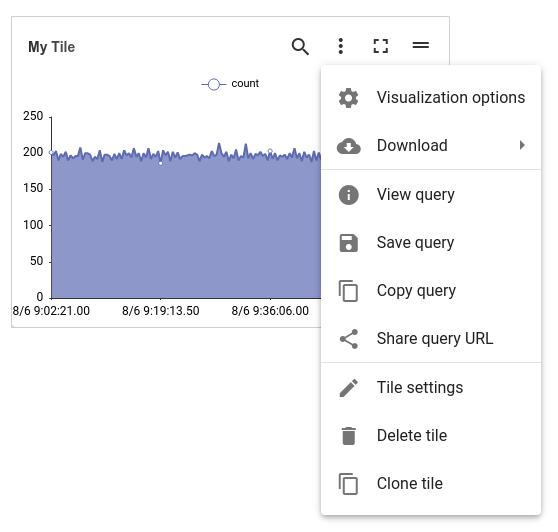 My Tile
count
250
200
150
100
50
0
8/6 9:02:21.00 8/6 9:19:13.50 8/6 9:36:06.00
Visualization options
Download
View query
Save query
Copy query
Share query URL
Tile settings
Delete tile
Clone tile